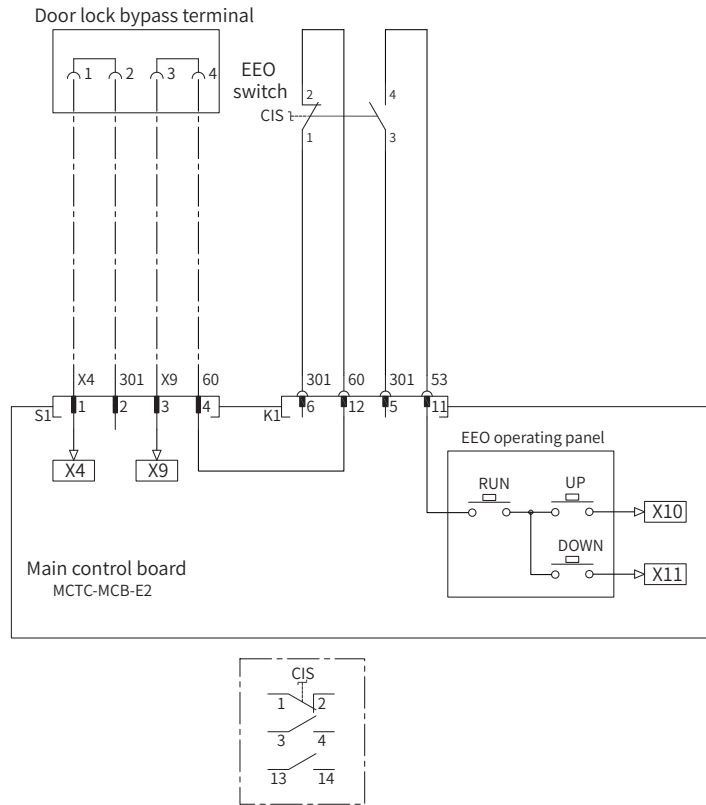 Door lock bypass terminal
1 2 3 4
EEO
switch
2 4
CIS
1 3
X4 301 X9 60 301 60 301 53
S1 1 2 3 4 K1 6 12 5 11
EEO operating panel
X4 X9
RUN UP
X10
DOWN
X11
Main control board
MCTC-MCB-E2
CIS
1 2
3 4
13 14